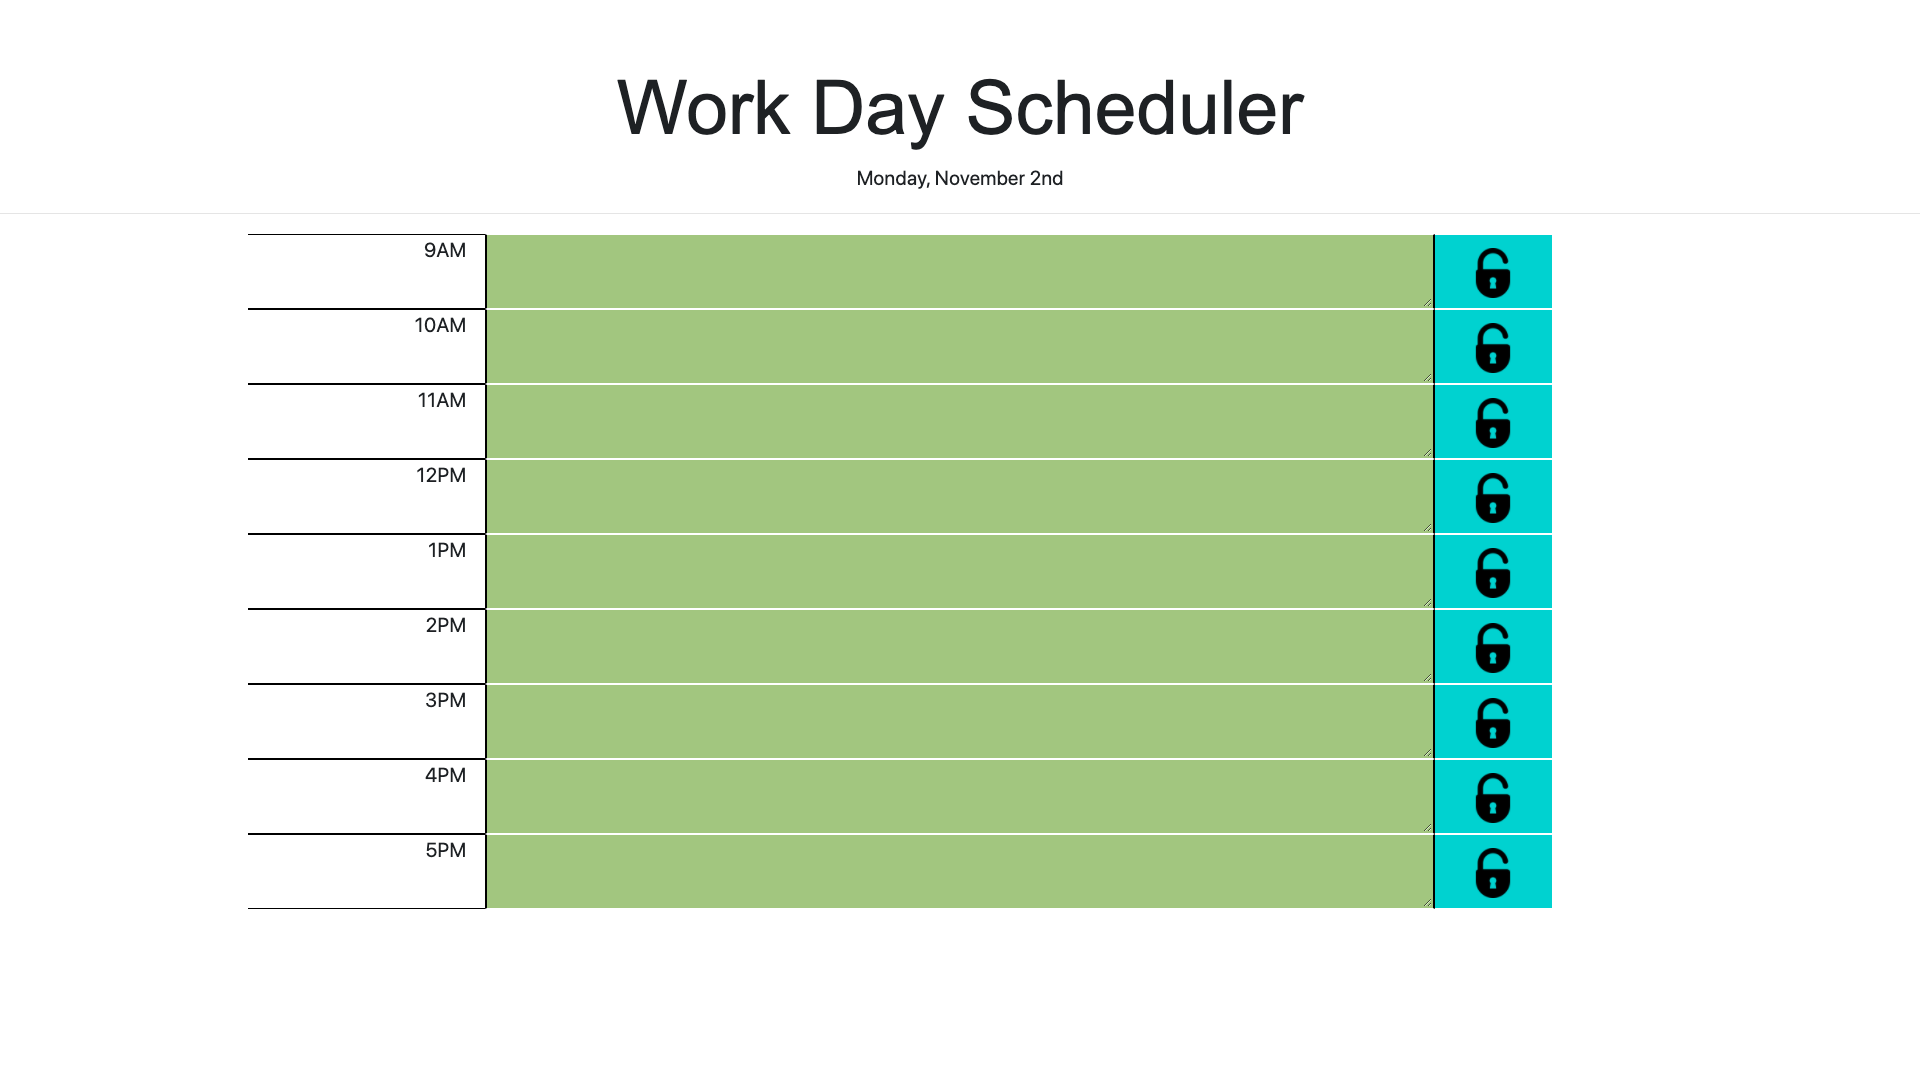 Work Day Scheduler
Monday, November 2nd
9AM
10AM
11AM
12PM
1PM
2PM
3PM
4PM
5PM